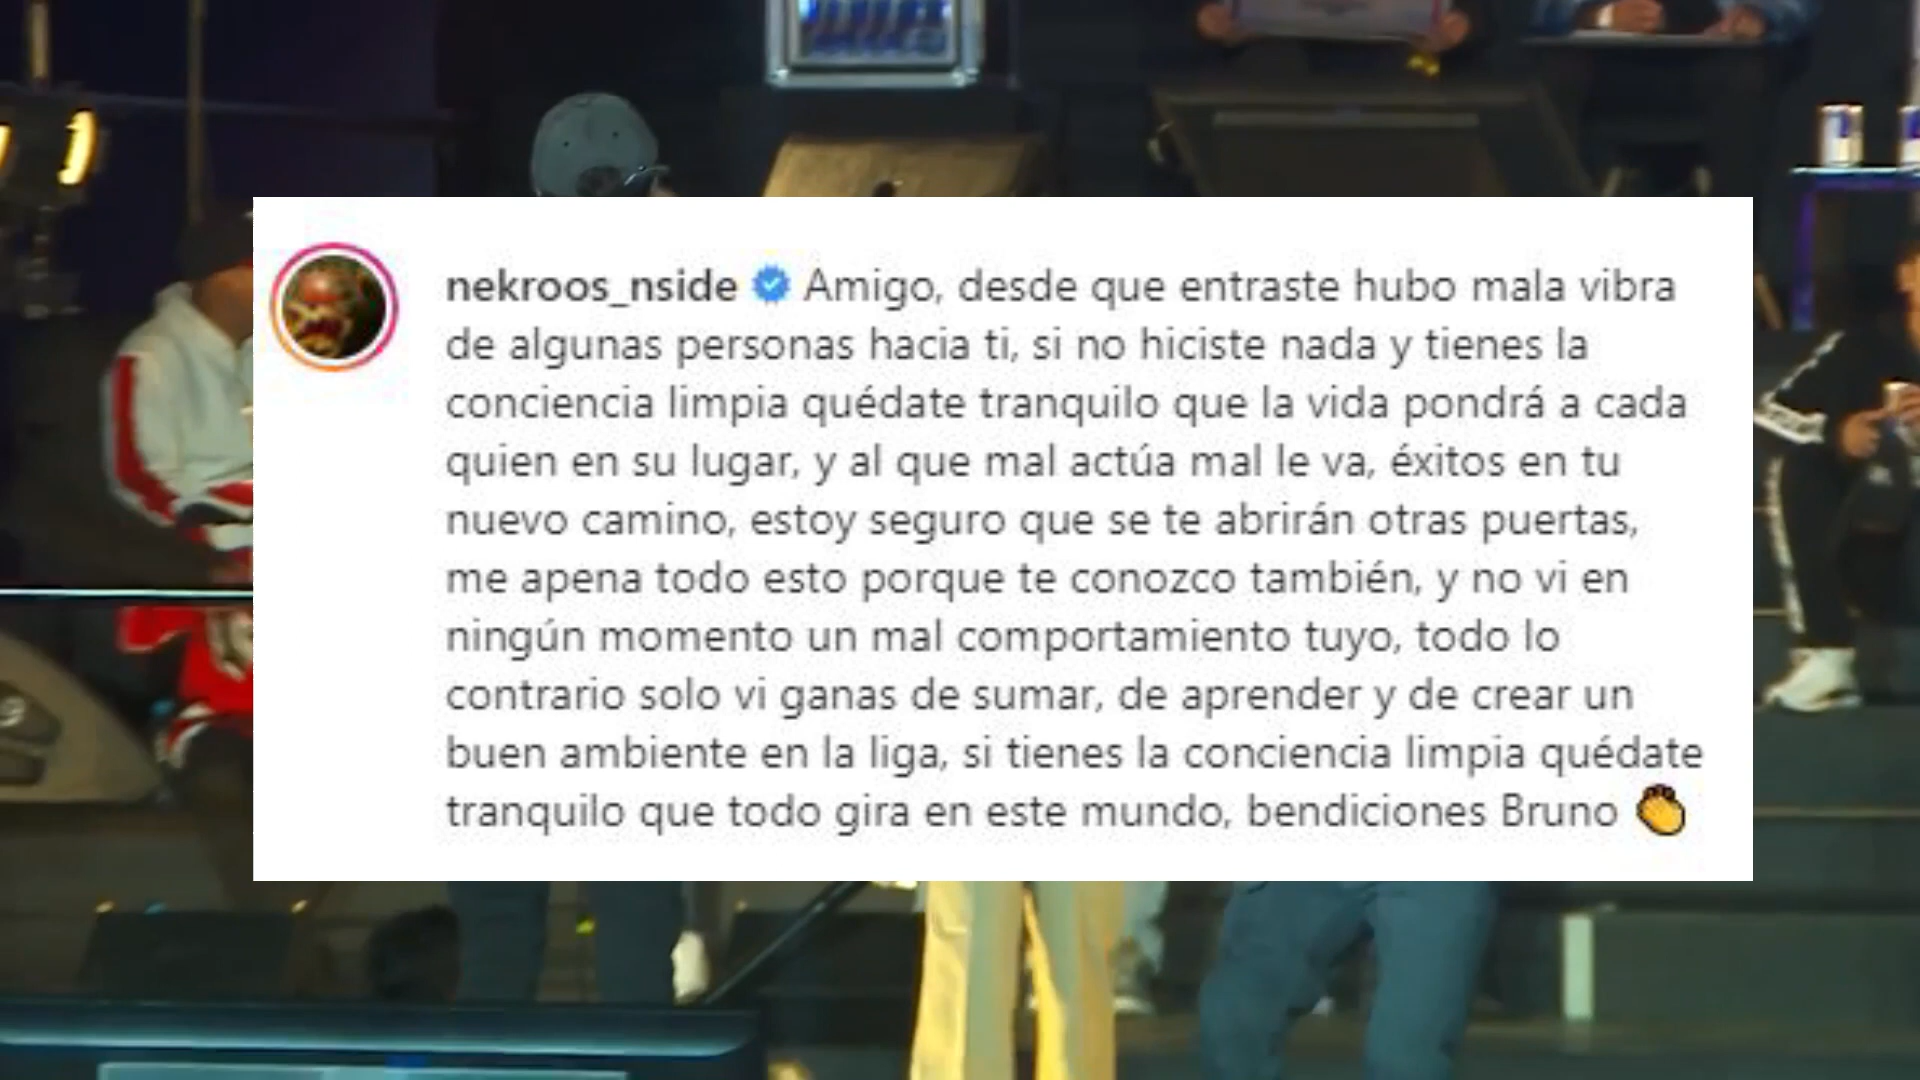 nekroos_nside Amigo, desde que entraste hubo mala vibra
de algunas personas hacia ti, si no hiciste nada y tienes la
conciencia limpia quédate tranquilo que la vida pondrá a cada
quien en su lugar, y al que mal actúa mal le va, éxitos en tu
nuevo camino, estoy seguro que se te abrirán otras puertas,
me apena todo esto porque te conozco también, y no vi en
ningún momento un mal comportamiento tuyo, todo lo
contrario solo vi ganas de sumar, de aprender y de crear un
buen ambiente en la liga, si tienes la conciencia limpia quédate
tranquilo que todo gira en este mundo, bendiciones Bruno 👏